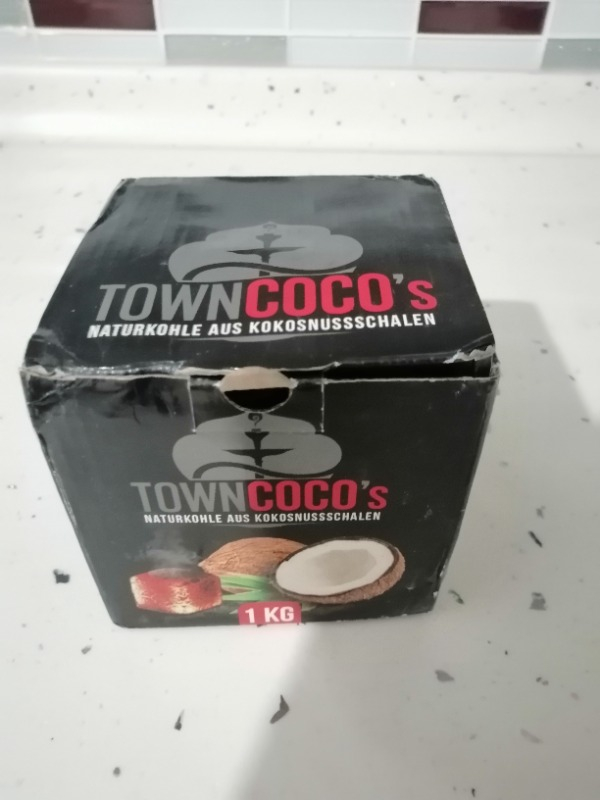 TOWNCOCO's
NATURKOHLE AUS KOKOSNUSSSCHALEN
TOWNCOCO's
NATURKOHLE AUS KOKOSNUSSSCHALEN
1 KG